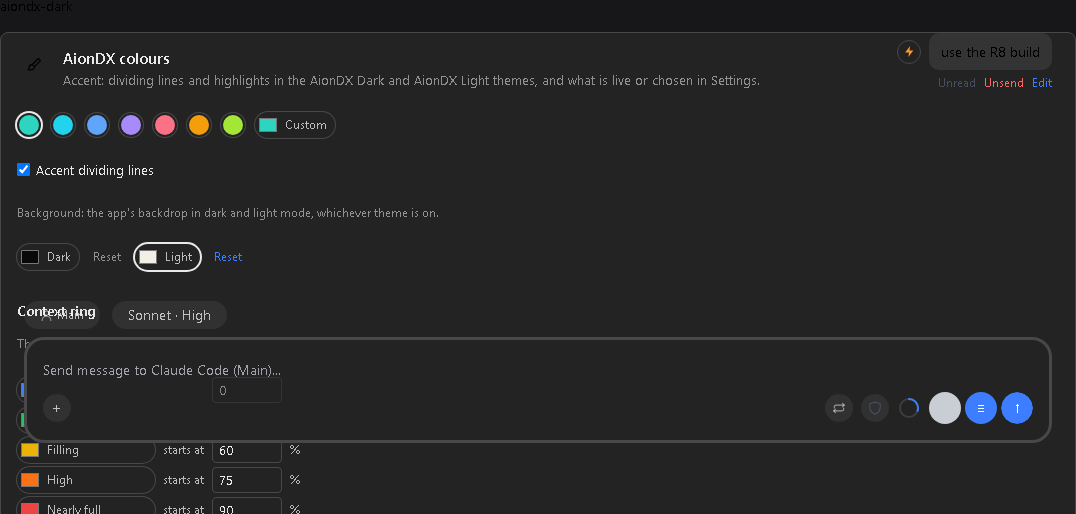 aiondx-dark
AionDX colours
use the R8 build
Accent: dividing lines and highlights in the AionDX Dark and AionDX Light themes, and what is live or chosen in Settings.
Unread Unsend Edit
Custom
Accent dividing lines
Background: the app's backdrop in dark and light mode, whichever theme is on.
Dark Reset Light Reset
Context ring
Main
Sonnet · High
Th
Send message to Claude Code (Main)...
0
Filling starts at 60 %
High starts at 75 %
Nearly full starts at 90 %